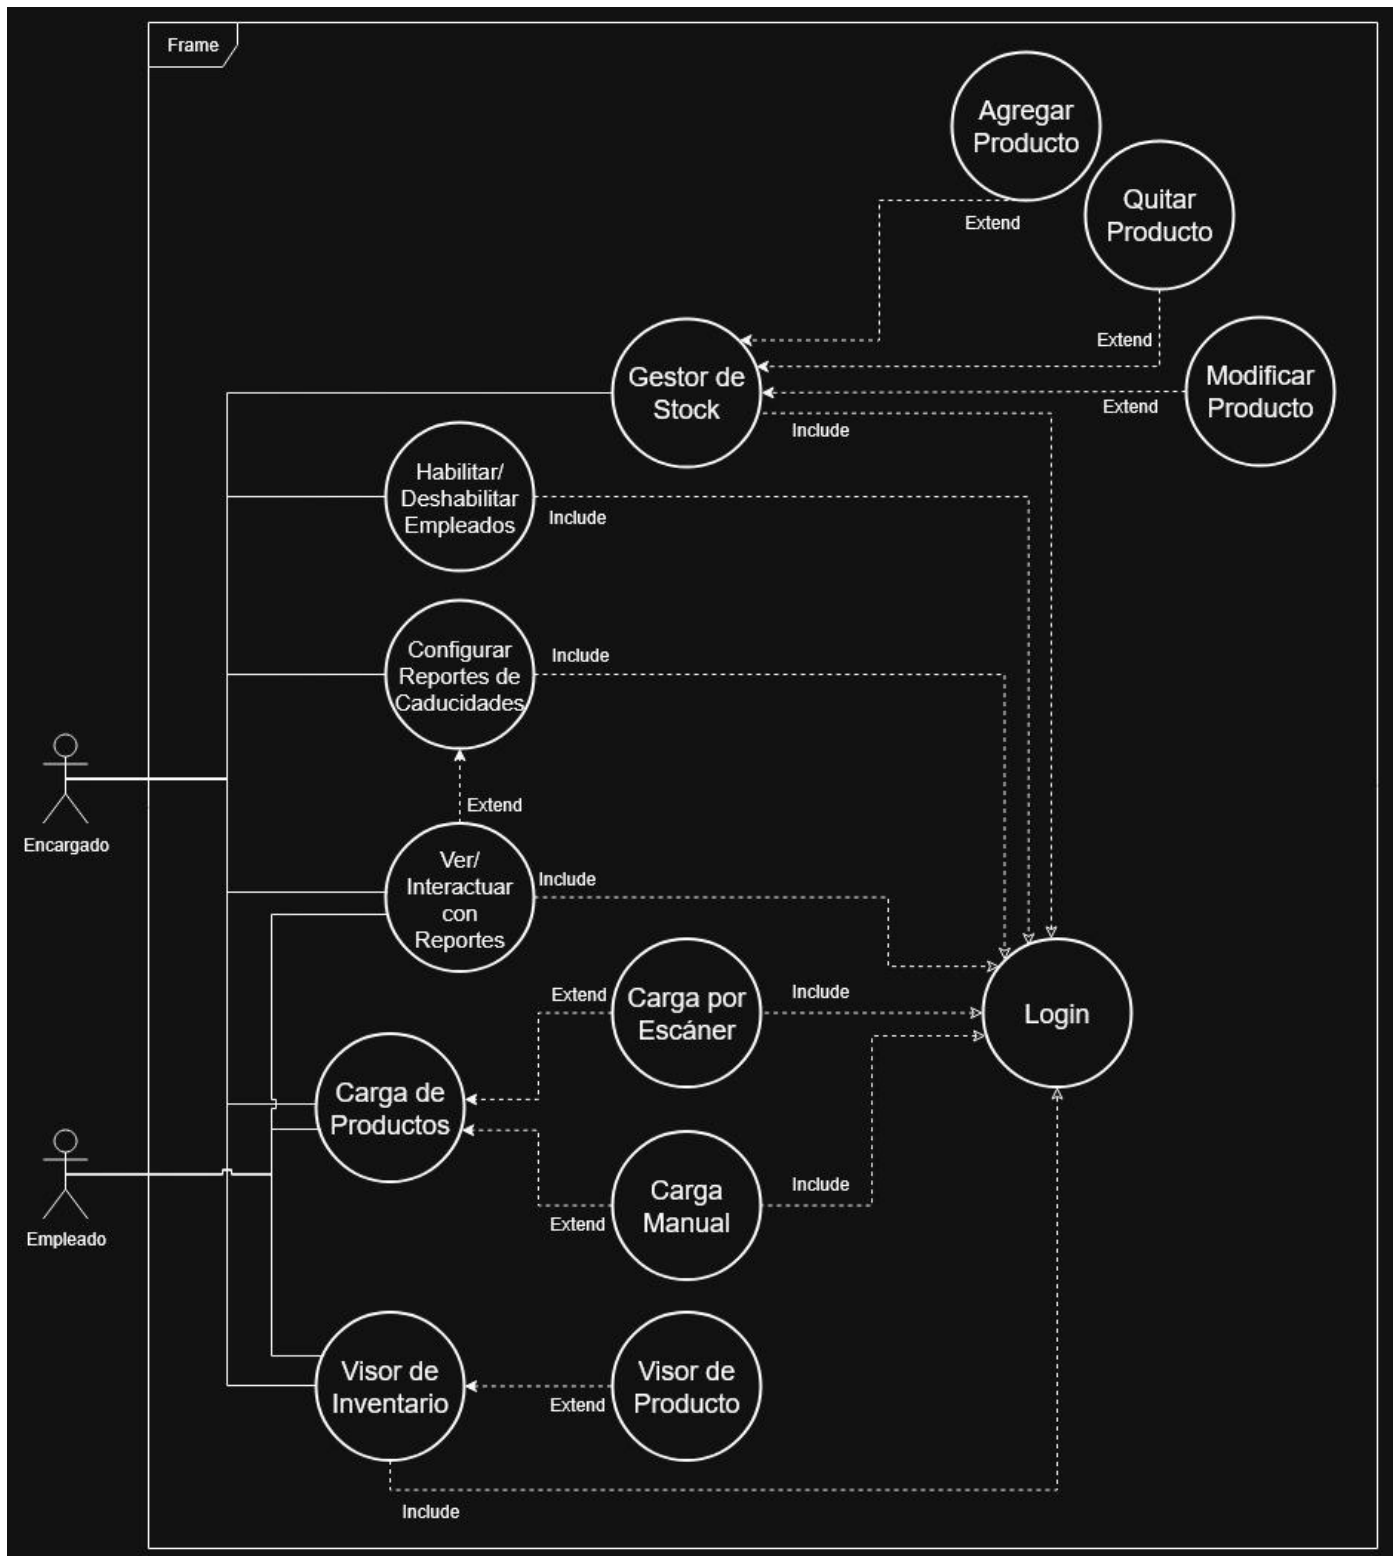 Frame
Agregar
Producto
Quitar
Producto
Extend
Extend
Modificar
Producto
Extend
Gestor de
Stock
Include
Habilitar/
Deshabilitar
Empleados
Include
Configurar
Reportes de
Caducidades
Include
Encargado
Extend
Ver/
Interactuar
con
Reportes
Include
Carga por
Escáner
Extend
Include
Login
Carga de
Productos
Carga
Manual
Include
Extend
Empleado
Visor de
Inventario
Visor de
Producto
Extend
Include